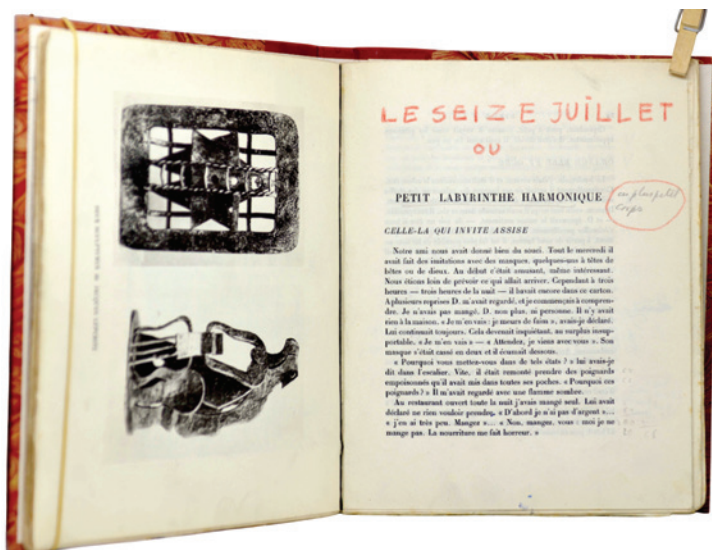 LE SEIZE JUILLET
OU
PETIT LABYRINTHE HARMONIQUE
en plus petit
corps
CELLE-LA QUI INVITE ASSISE
Notre ami nous avait donné bien du souci. Tout le mercredi il
avait fait des imitations avec des masques, quelques-uns à têtes de
bêtes ou de dieux. Au début c'était amusant, même intéressant.
Nous étions loin de prévoir ce qui allait arriver. Cependant à trois
heures — trois heures de la nuit — il bavait encore dans ce carton.
A plusieurs reprises D. m'avait regardé, et je commençais à compren-
dre. Je n'avais pas mangé, D. non plus, ni personne. Il n'y avait
rien à la maison. « Je m'en vais : je meurs de faim », avais-je déclaré.
Lui continuait toujours. Cela devenait inquiétant, au surplus insup-
portable. « Je m'en vais » — « Attendez, je viens avec vous ». Son
masque s'était cassé en deux et il écumait dessous.
« Pourquoi vous mettez-vous dans de tels états ? » lui avais-je
dit dans l'escalier. Vite, il était remonté prendre des poignards
empoisonnés qu'il avait mis dans toutes ses poches. « Pourquoi ces
poignards ? » Il m'avait regardé avec une flamme sombre.
Au restaurant ouvert toute la nuit j'avais mangé seul. Lui avait
déclaré ne rien vouloir prendre. « D'abord je n'ai pas d'argent »...
« j'en ai très peu. Mangez »... « Non, mangez, vous : moi je ne
mange pas. La nourriture me fait horreur. »